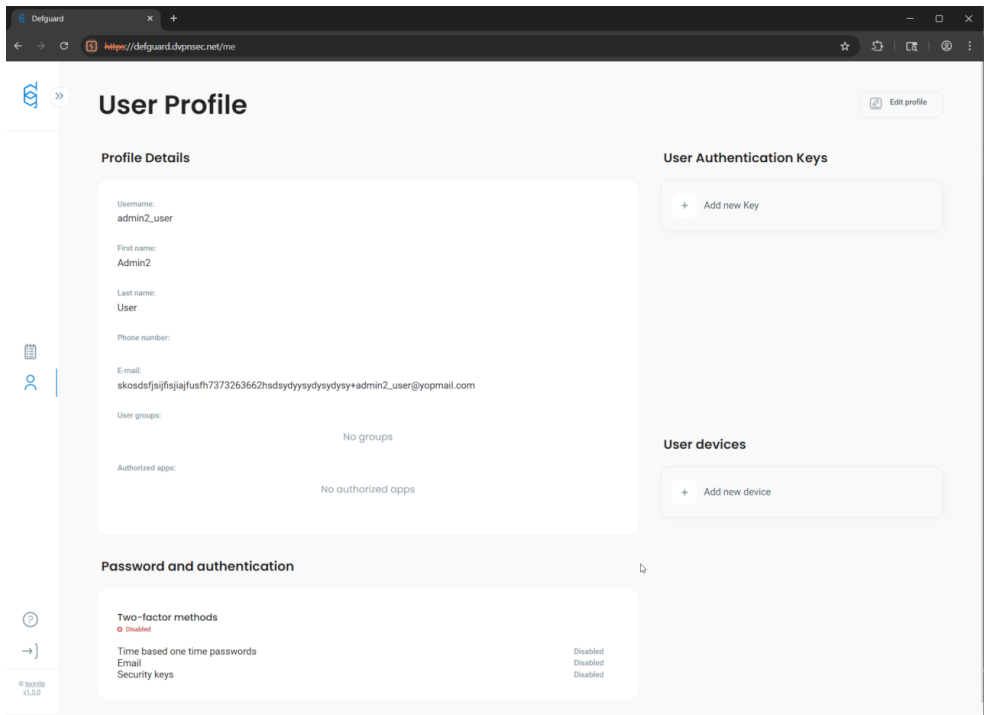 Defguard
https://defguard.dvpnsec.net/me
User Profile
Edit profile
Profile Details
Username:
admin2_user
First name:
Admin2
Last name:
User
Phone number:
E-mail:
skosdsfjsijfisjiajfusfh7373263662hsdsydyysydysydysy+admin2_user@yopmail.com
User groups:
No groups
Authorized apps:
No authorized apps
User Authentication Keys
Add new Key
User devices
Add new device
Password and authentication
Two-factor methods
Disabled
Time based one time passwords Disabled
Email Disabled
Security keys Disabled
© teonite
v1.5.0